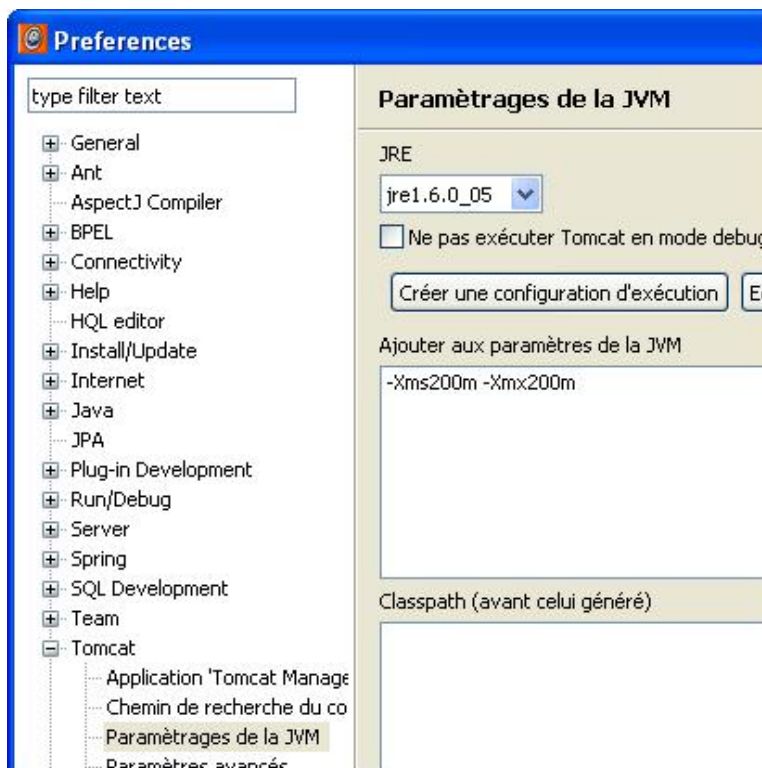 Preferences
type filter text
General
Ant
AspectJ Compiler
BPEL
Connectivity
Help
HQL editor
Install/Update
Internet
Java
JPA
Plug-in Development
Run/Debug
Server
Spring
SQL Development
Team
Tomcat
Application 'Tomcat Manage
Chemin de recherche du co
Paramètrages de la JVM
Paramètres avancés
Paramètrages de la JVM
JRE
jre1.6.0_05
Ne pas exécuter Tomcat en mode debug
Créer une configuration d'exécution
Ajouter aux paramètres de la JVM
-Xms200m -Xmx200m
Classpath (avant celui généré)